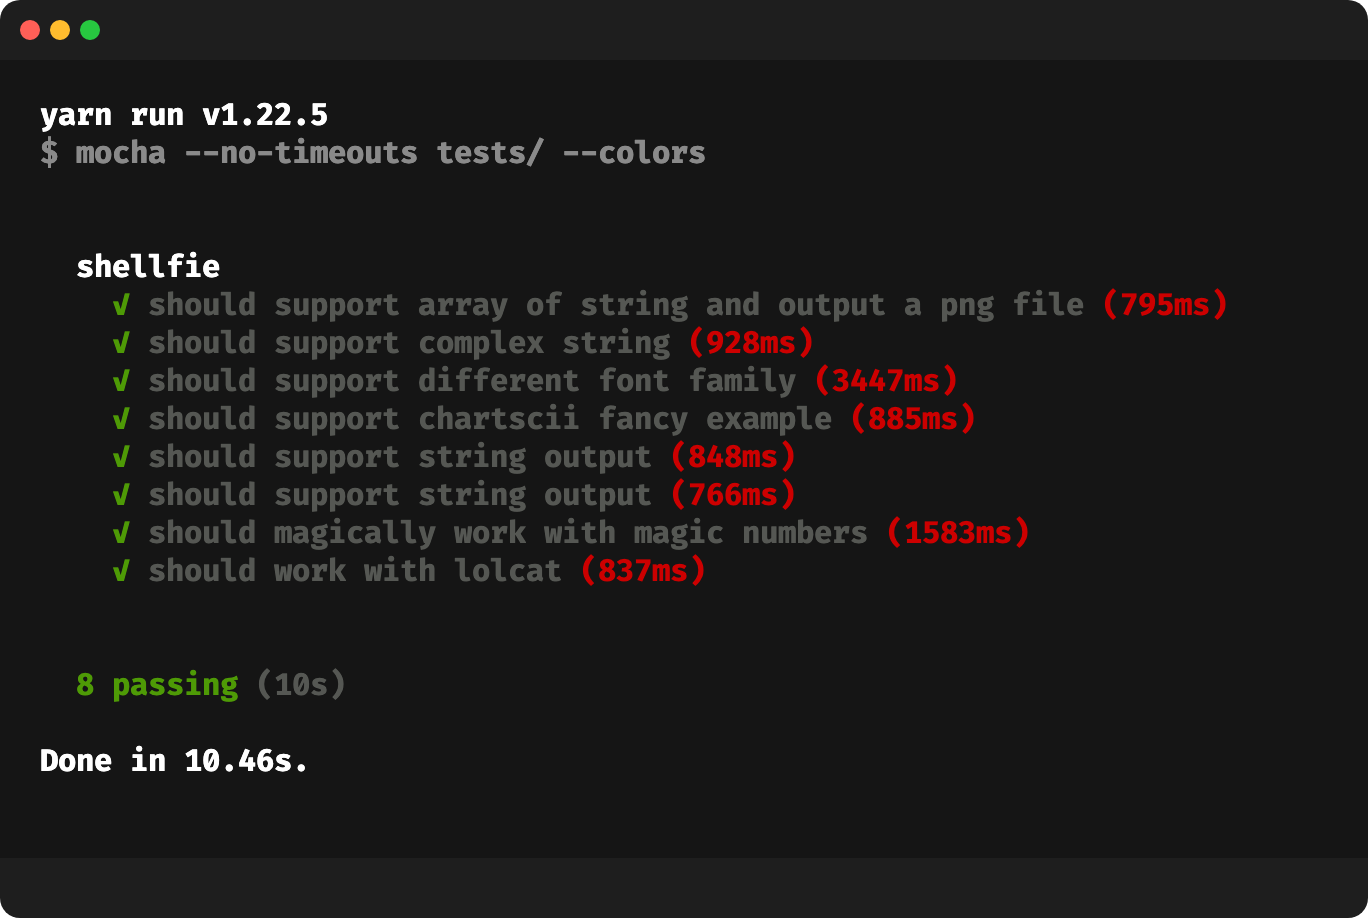 yarn run v1.22.5
$ mocha --no-timeouts tests/ --colors
shellfie
√ should support array of string and output a png file (795ms)
√ should support complex string (928ms)
√ should support different font family (3447ms)
√ should support chartscii fancy example (885ms)
√ should support string output (848ms)
√ should support string output (766ms)
√ should magically work with magic numbers (1583ms)
√ should work with lolcat (837ms)
8 passing (10s)
Done in 10.46s.